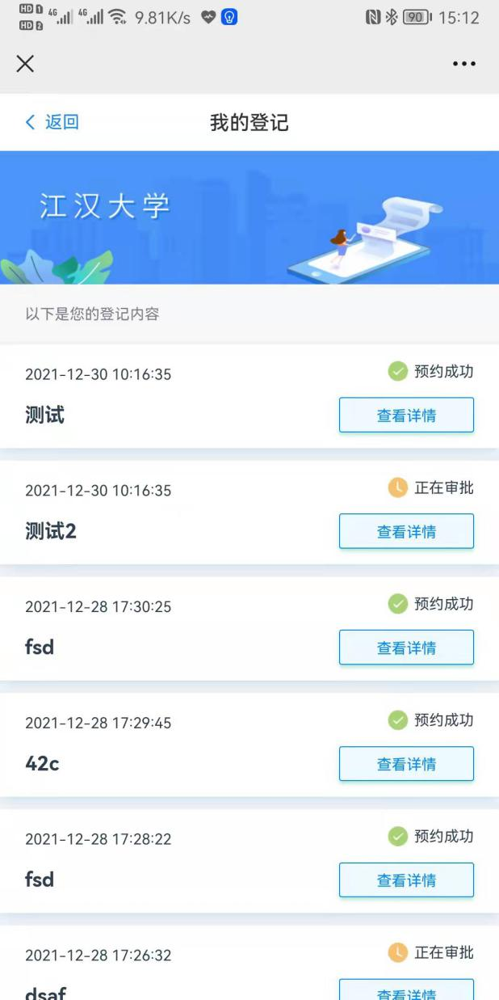 HD 1 4G 4G 9.81K/s 90 15:12
HD 2
返回 我的登记
江汉大学
以下是您的登记内容
2021-12-30 10:16:35 预约成功
测试 查看详情
2021-12-30 10:16:35 正在审批
测试2 查看详情
2021-12-28 17:30:25 预约成功
fsd 查看详情
2021-12-28 17:29:45 预约成功
42c 查看详情
2021-12-28 17:28:22 预约成功
fsd 查看详情
2021-12-28 17:26:32 正在审批
dsaf 查看详情